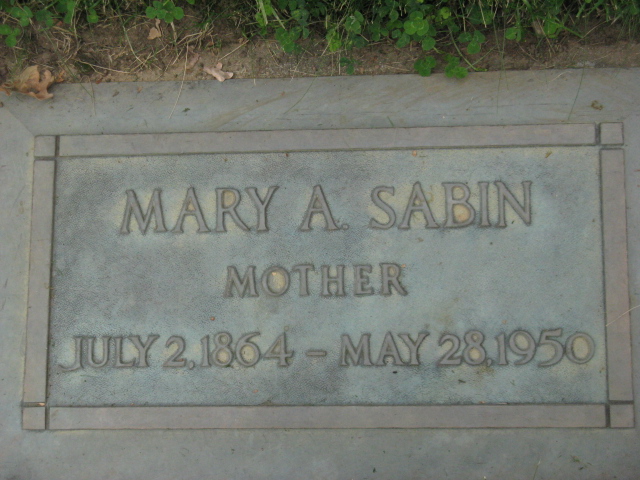 MARY A. SABIN
MOTHER
JULY 2, 1864 – MAY 28, 1950